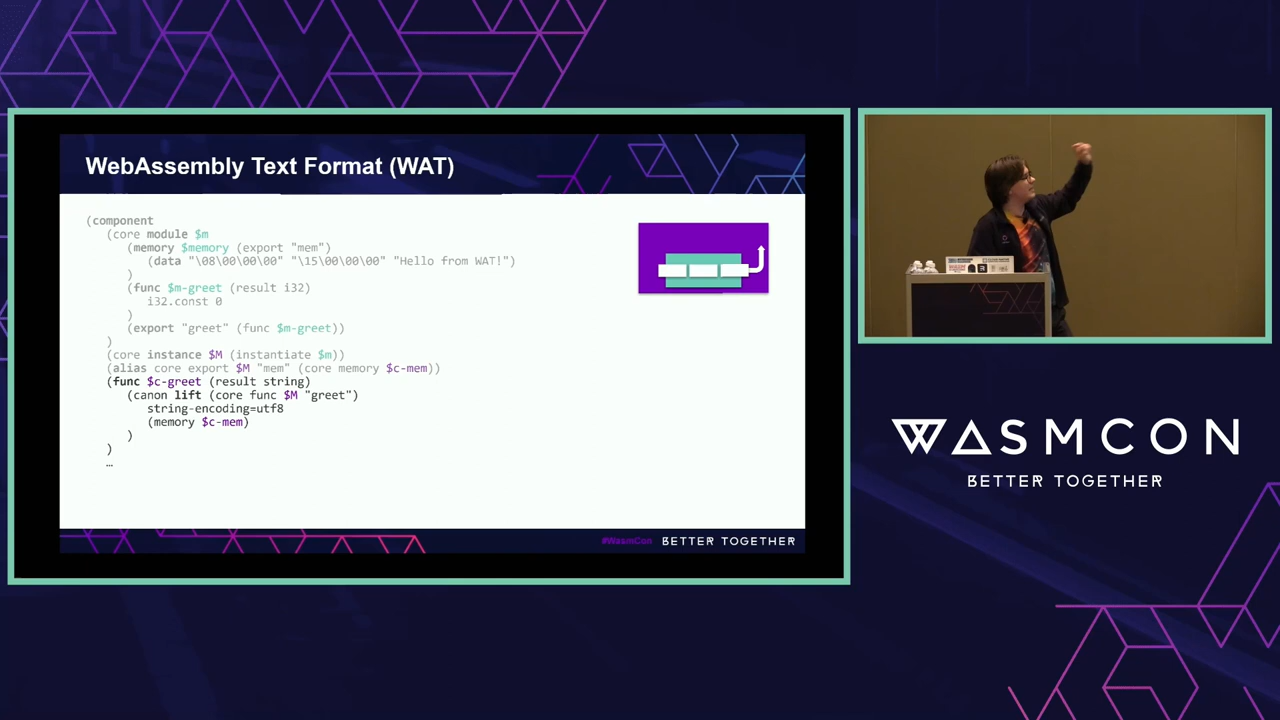 WebAssembly Text Format (WAT)
(component
(core module $m
(memory $memory (export "mem")
(data "\08\00\00\00" "\15\00\00\00" "Hello from WAT!")
)
(func $m-greet (result i32)
i32.const 0
)
(export "greet" (func $m-greet))
)
(core instance $M (instantiate $m))
(alias core export $M "mem" (core memory $c-mem))
(func $c-greet (result string)
(canon lift (core func $M "greet")
string-encoding=utf8
(memory $c-mem)
)
)
…
#WasmCon BETTER TOGETHER
WASMCON
BETTER TOGETHER